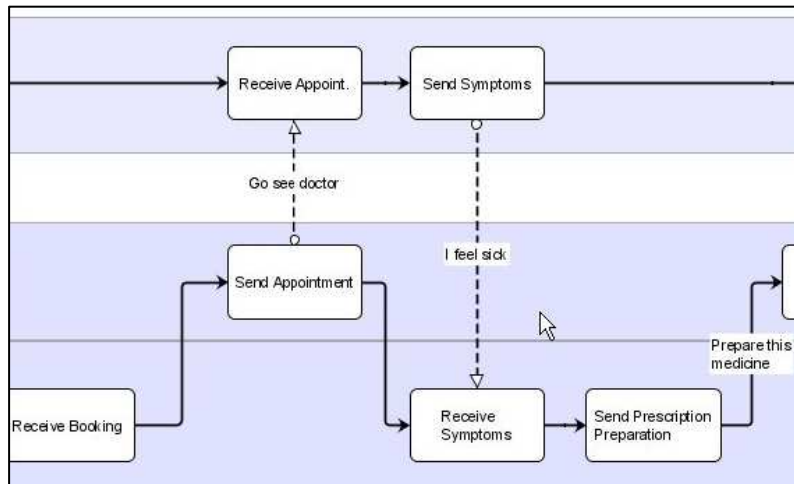 Receive Appoint.
Send Symptoms
Go see doctor
Send Appointment
I feel sick
Prepare this
medicine
Receive Booking
Receive
Symptoms
Send Prescription
Preparation